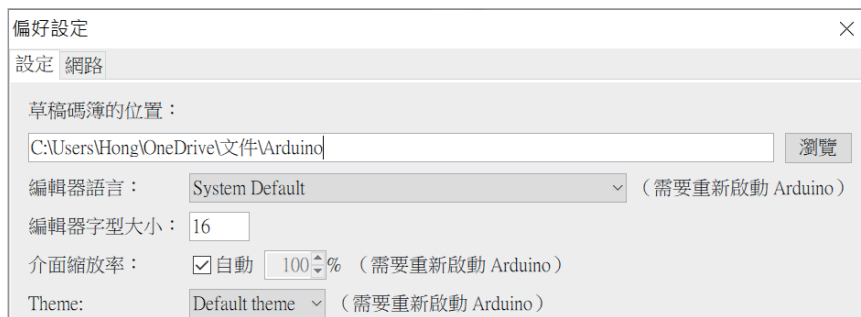 偏好設定
設定 網路
草稿碼簿的位置：
C:\Users\Hong\OneDrive\文件\Arduino 瀏覽
編輯器語言： System Default （需要重新啟動 Arduino）
編輯器字型大小： 16
介面縮放率： 自動 100% （需要重新啟動 Arduino）
Theme: Default theme （需要重新啟動 Arduino）